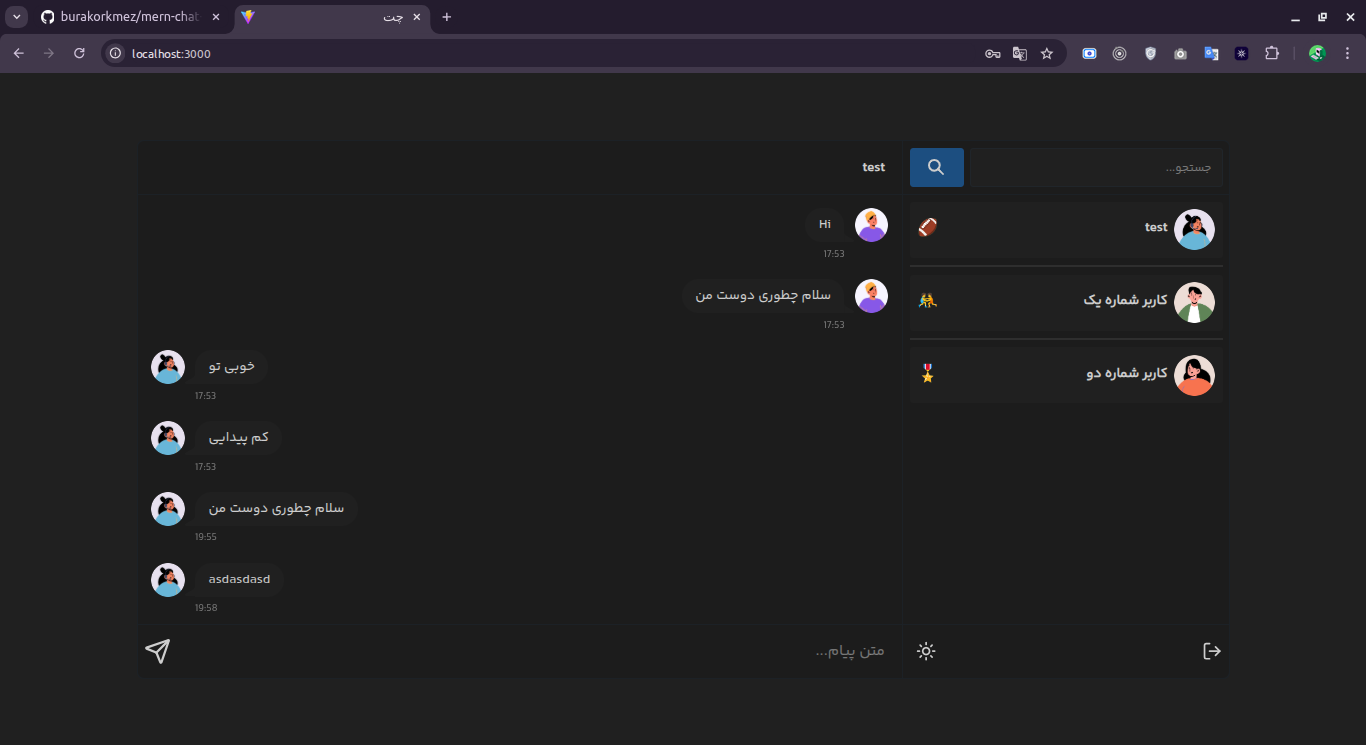 burakorkmez/mern-chat
چت
localhost:3000
test
جستجو...
Hi
17:53
سلام چطوری دوست من
17:53
خوبی تو
17:53
کم پیدایی
17:53
سلام چطوری دوست من
19:55
asdasdasd
19:58
متن پیام...
test
کاربر شماره یک
کاربر شماره دو